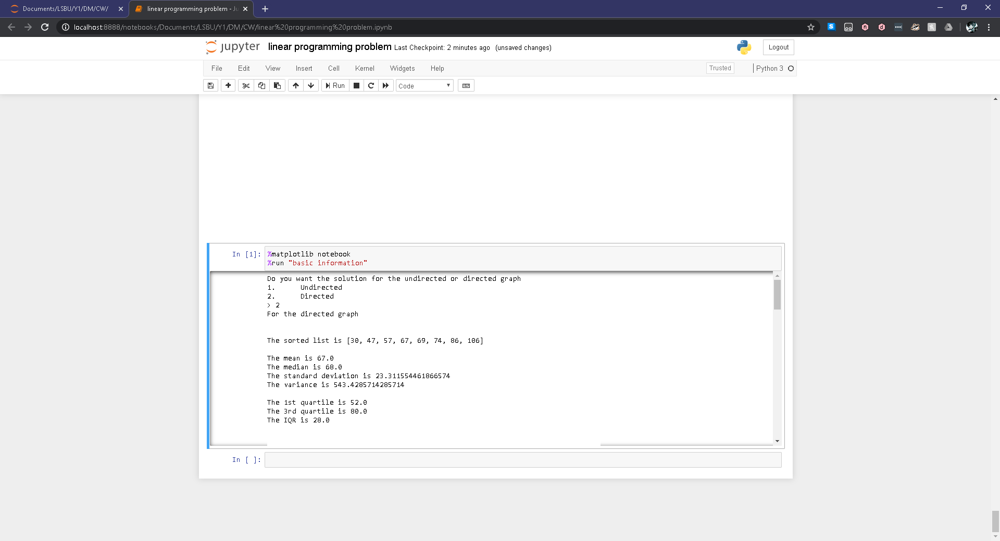 Documents/LSBU/Y1/DM/CW/
linear programming problem - Ju
localhost:8888/notebooks/Documents/LSBU/Y1/DM/CW/linear%20programming%20problem.ipynb
jupyter linear programming problem Last Checkpoint: 2 minutes ago (unsaved changes)
Logout
File Edit View Insert Cell Kernel Widgets Help
Trusted
Python 3
Run
Code
In [1]: %matplotlib notebook
%run "basic information"
Do you want the solution for the undirected or directed graph
1. Undirected
2. Directed
> 2
For the directed graph
The sorted list is [30, 47, 57, 67, 69, 74, 86, 106]
The mean is 67.0
The median is 68.0
The standard deviation is 23.311554461866574
The variance is 543.4285714285714
The 1st quartile is 52.0
The 3rd quartile is 80.0
The IQR is 28.0
In [ ]: